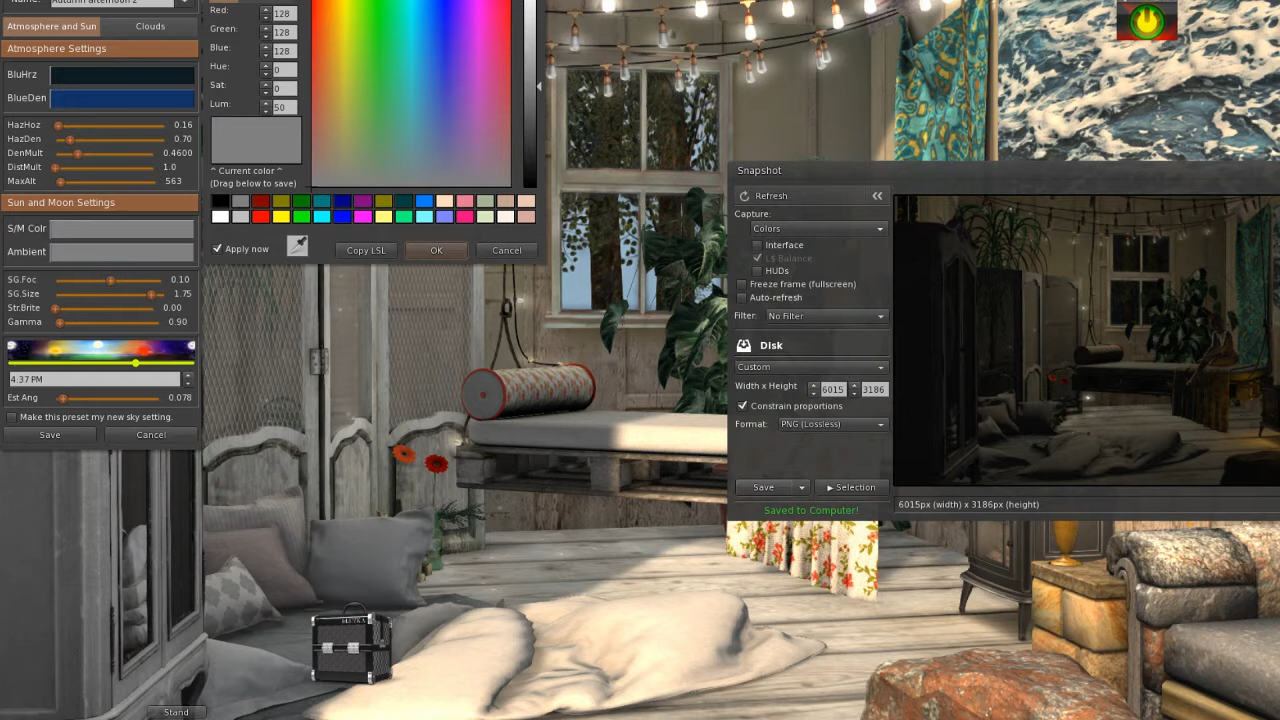 Name: Autumn afternoon 2
Atmosphere and Sun
Clouds
Atmosphere Settings
BluHrz
BlueDen
HazHoz 0.16
HazDen 0.70
DenMult 0.4600
DistMult 1.0
MaxAlt 563
Sun and Moon Settings
S/M Colr
Ambient
SG.Foc 0.10
SG.Size 1.75
Str.Brite 0.00
Gamma 0.90
4:37 PM
Est Ang 0.078
Make this preset my new sky setting.
Save
Cancel
Stand
Red: 128
Green: 128
Blue: 128
Hue: 0
Sat: 0
Lum: 50
^ Current color ^
(Drag below to save)
Apply now
Copy LSL
OK
Cancel
Snapshot
Refresh
Capture:
Colors
Interface
L$ Balance
HUDs
Freeze frame (fullscreen)
Auto-refresh
Filter: No Filter
Disk
Custom
Width x Height 6015 3186
Constrain proportions
Format: PNG (Lossless)
Save
Selection
Saved to Computer!
6015px (width) x 3186px (height)